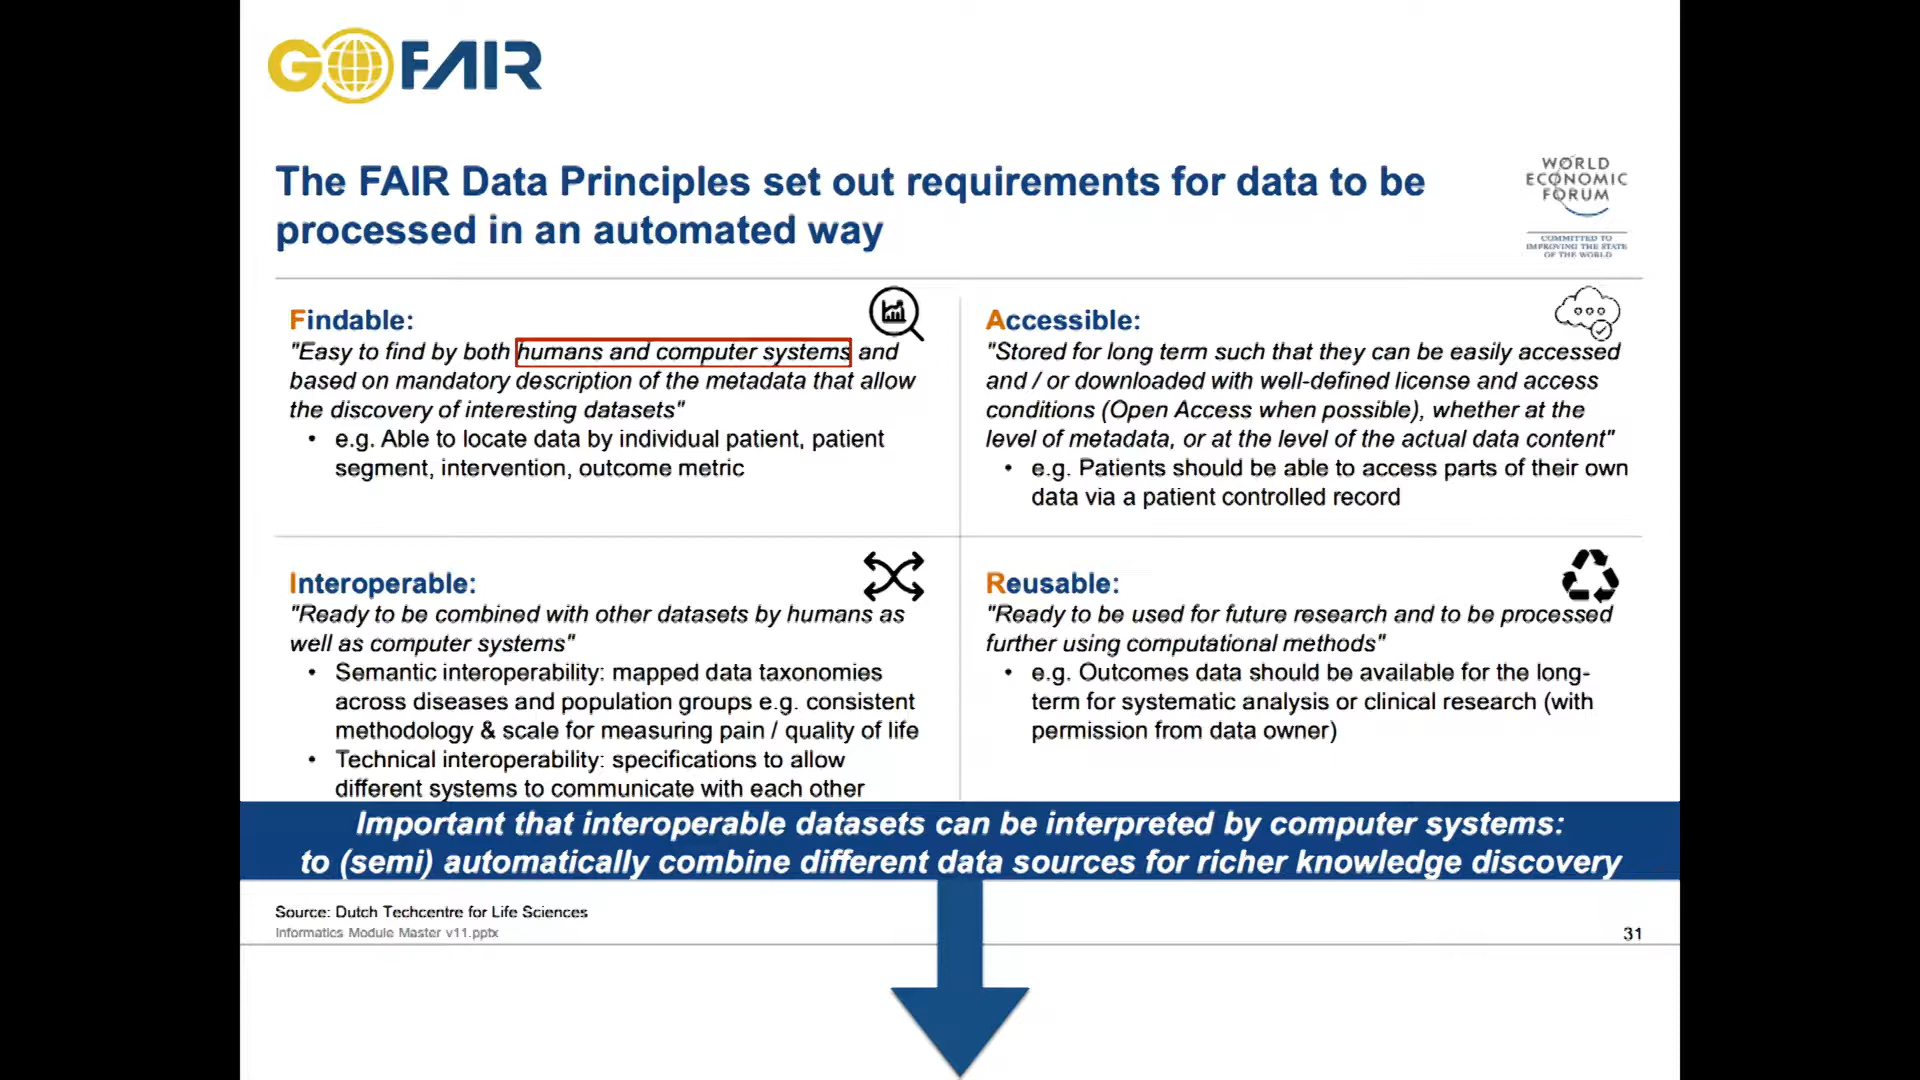 GO FAIR
The FAIR Data Principles set out requirements for data to be
processed in an automated way
WORLD
ECONOMIC
FORUM
COMMITTED TO
IMPROVING THE STATE
OF THE WORLD
Findable:
"Easy to find by both humans and computer systems and
based on mandatory description of the metadata that allow
the discovery of interesting datasets"
• e.g. Able to locate data by individual patient, patient
segment, intervention, outcome metric
Accessible:
"Stored for long term such that they can be easily accessed
and / or downloaded with well-defined license and access
conditions (Open Access when possible), whether at the
level of metadata, or at the level of the actual data content"
• e.g. Patients should be able to access parts of their own
data via a patient controlled record
Interoperable:
"Ready to be combined with other datasets by humans as
well as computer systems"
• Semantic interoperability: mapped data taxonomies
across diseases and population groups e.g. consistent
methodology & scale for measuring pain / quality of life
• Technical interoperability: specifications to allow
different systems to communicate with each other
Reusable:
"Ready to be used for future research and to be processed
further using computational methods"
• e.g. Outcomes data should be available for the long-
term for systematic analysis or clinical research (with
permission from data owner)
Important that interoperable datasets can be interpreted by computer systems:
to (semi) automatically combine different data sources for richer knowledge discovery
Source: Dutch Techcentre for Life Sciences
Informatics Module Master v11.pptx
31